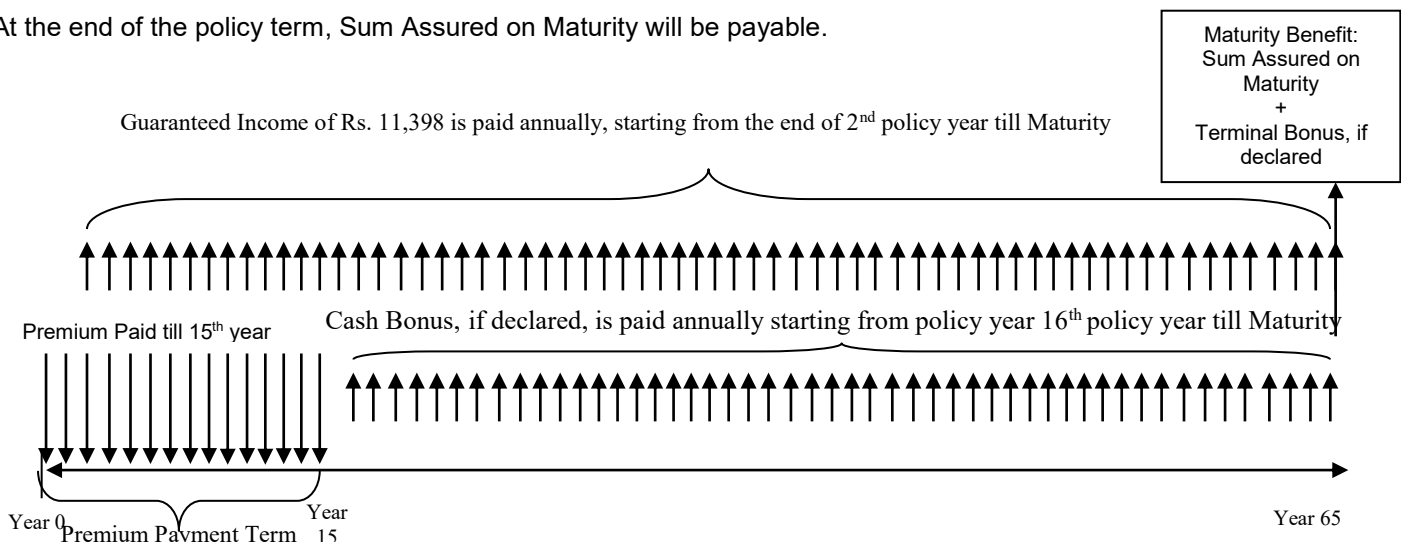 At the end of the policy term, Sum Assured on Maturity will be payable.
Maturity Benefit:
Sum Assured on
Maturity
+
Terminal Bonus, if
declared
Guaranteed Income of Rs. 11,398 is paid annually, starting from the end of 2nd policy year till Maturity
Premium Paid till 15th year
Cash Bonus, if declared, is paid annually starting from policy year 16th policy year till Maturity
Year 0
Premium Payment Term
Year
15
Year 65